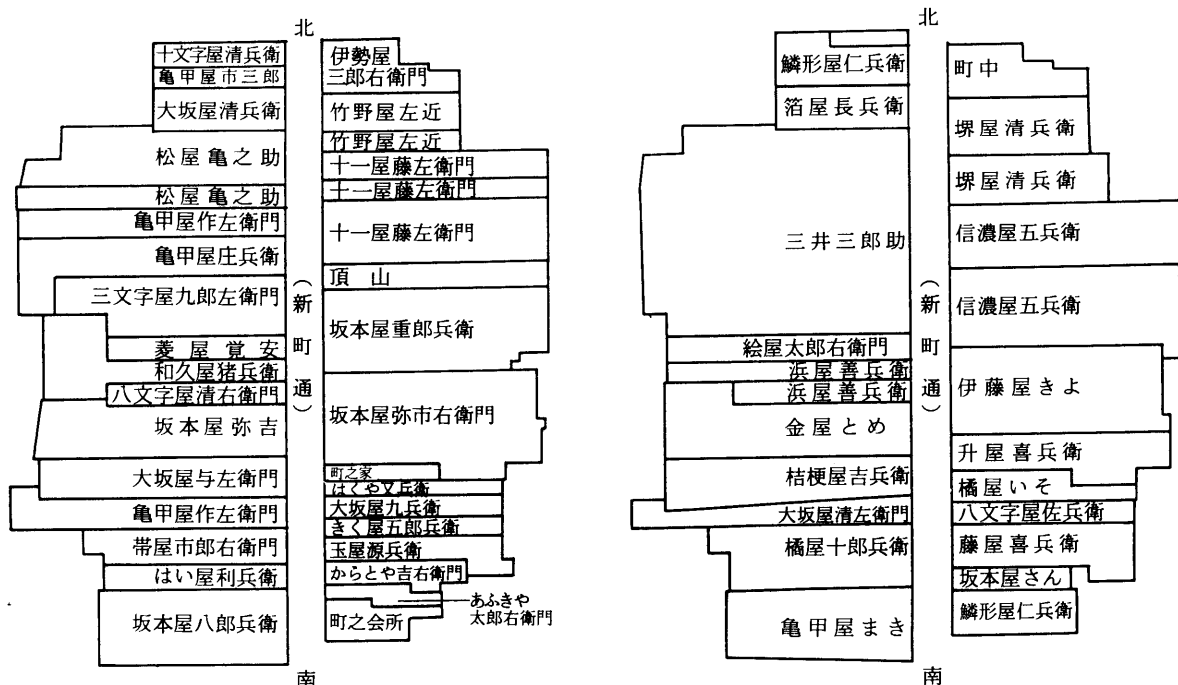 北
十文字屋清兵衛
亀甲屋市三郎
大坂屋清兵衛
松屋亀之助
松屋亀之助
亀甲屋作左衛門
亀甲屋庄兵衛
三文字屋九郎左衛門
菱屋覚安
和久屋猪兵衛
八文字屋清右衛門
坂本屋弥吉
大坂屋与左衛門
亀甲屋作左衛門
帯屋市郎右衛門
はい屋利兵衛
坂本屋八郎兵衛
（新町通）
伊勢屋
三郎右衛門
竹野屋左近
竹野屋左近
十一屋藤左衛門
十一屋藤左衛門
十一屋藤左衛門
頂山
坂本屋重郎兵衛
坂本屋弥市右衛門
町之家
はくや又兵衛
大坂屋九兵衛
きく屋五郎兵衛
玉屋源兵衛
からとや吉右衛門
あふきや
太郎右衛門
町之会所
南
北
鱗形屋仁兵衛
箔屋長兵衛
三井三郎助
絵屋太郎右衛門
浜屋善兵衛
浜屋善兵衛
金屋とめ
桔梗屋吉兵衛
大坂屋清左衛門
橘屋十郎兵衛
亀甲屋まき
（新町通）
町中
堺屋清兵衛
堺屋清兵衛
信濃屋五兵衛
信濃屋五兵衛
伊藤屋きよ
升屋喜兵衛
橘屋いそ
八文字屋佐兵衛
藤屋喜兵衛
坂本屋さん
鱗形屋仁兵衛
南